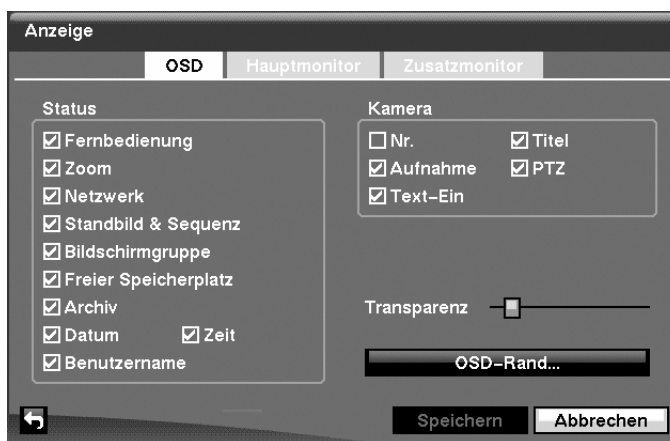 Anzeige
OSD Hauptmonitor Zusatzmonitor
Status
Fernbedienung
Zoom
Netzwerk
Standbild & Sequenz
Bildschirmgruppe
Freier Speicherplatz
Archiv
Datum Zeit
Benutzername
Kamera
Nr. Titel
Aufnahme PTZ
Text-Ein
Transparenz
OSD-Rand...
Speichern Abbrechen